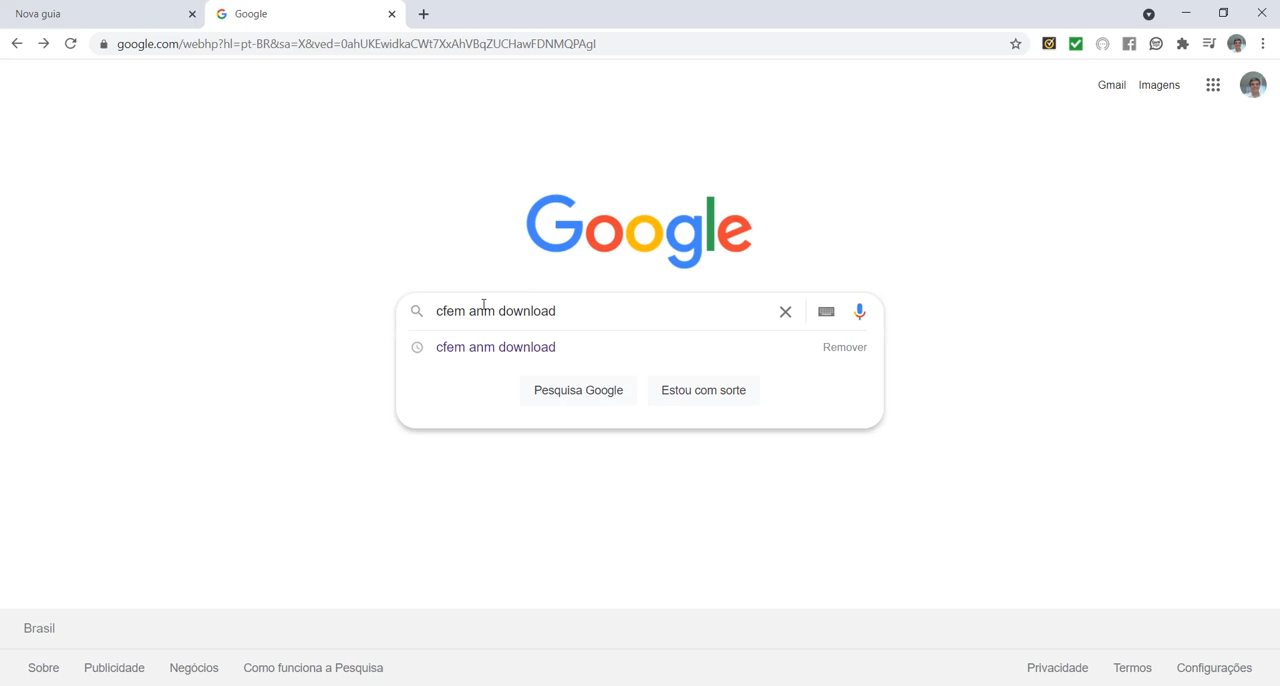 Nova guia
Google
google.com/webhp?hl=pt-BR&sa=X&ved=0ahUKEwidkaCWt7XxAhVBqZUCHawFDNMQPAgI
Gmail Imagens
Google
cfem anm download
cfem anm download Remover
Pesquisa Google Estou com sorte
Brasil
Sobre Publicidade Negócios Como funciona a Pesquisa Privacidade Termos Configurações